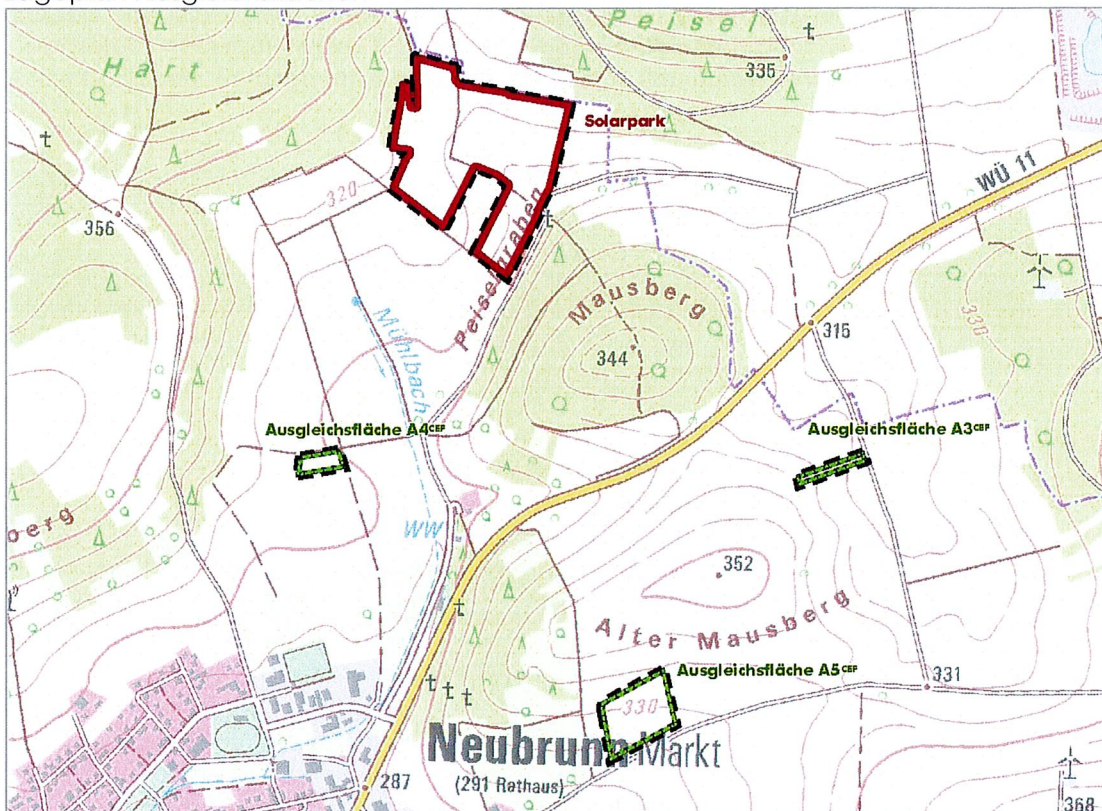 Peisel
Hart
335
Solarpark
WÜ 11
320
356
Peiselgraben
Mausberg
330
315
Mühlbach
344
Ausgleichsfläche A4CEF
Ausgleichsfläche A3CEF
berg
WW
352
Alter Mausberg
Ausgleichsfläche A5CEF
331
330
Neubrunn Markt
(291 Rathaus)
287
368